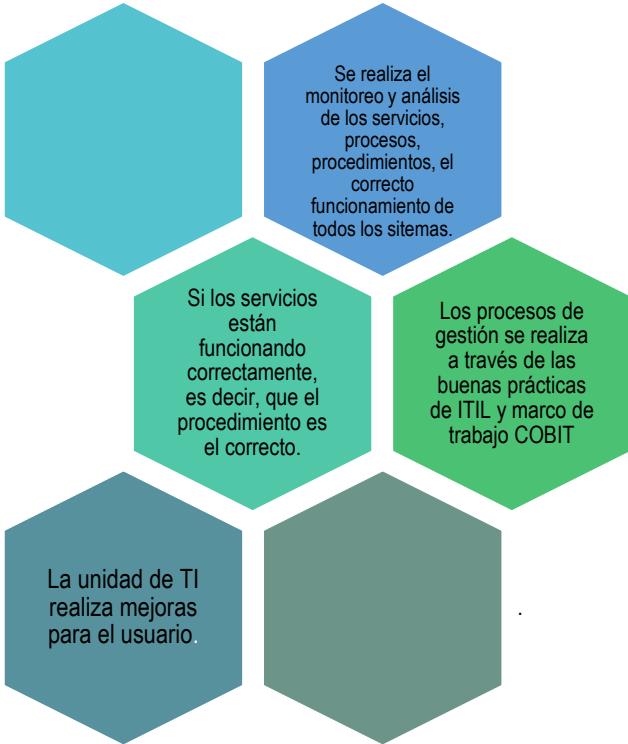 Se realiza el
monitoreo y análisis
de los servicios,
procesos,
procedimientos, el
correcto
funcionamiento de
todos los sitemas.
Si los servicios
están
funcionando
correctamente,
es decir, que el
procedimiento es
el correcto.
Los procesos de
gestión se realiza
a través de las
buenas prácticas
de ITIL y marco de
trabajo COBIT
La unidad de TI
realiza mejoras
para el usuario.
.